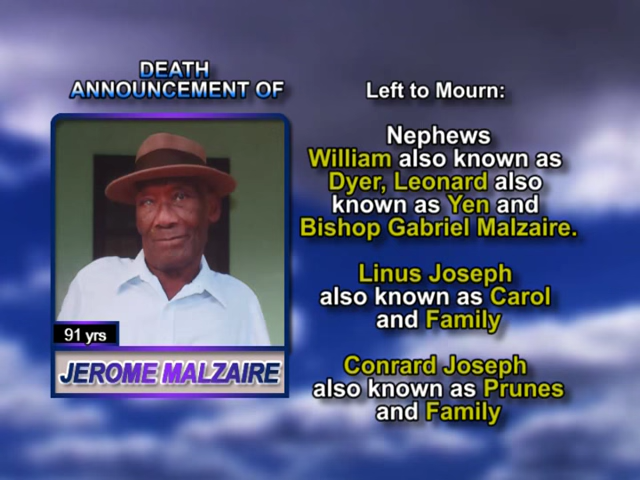 DEATH
ANNOUNCEMENT OF
91 yrs
JEROME MALZAIRE
Left to Mourn:
Nephews
William also known as
Dyer, Leonard also
known as Yen and
Bishop Gabriel Malzaire.
Linus Joseph
also known as Carol
and Family
Conrard Joseph
also known as Prunes
and Family